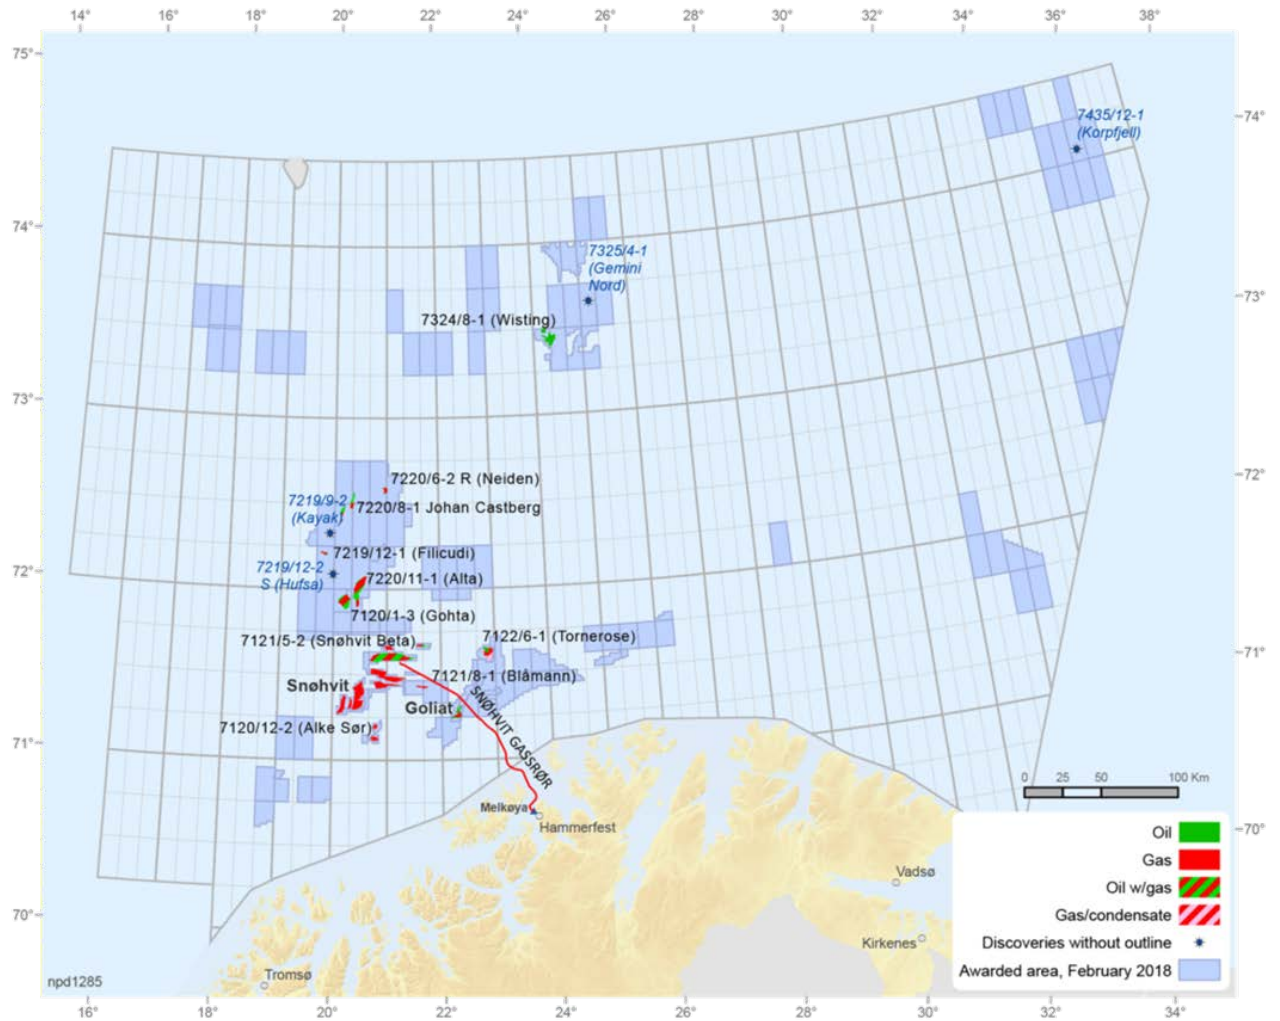 14° 16° 18° 20° 22° 24° 26° 28° 30° 32° 34° 36° 38°
75°
74°
7435/12-1
(Korpfjell)
74°
7325/4-1
(Gemini
Nord)
73°
7324/8-1 (Wisting)
73°
72°
7220/6-2 R (Neiden)
7219/9-2
(Kayak)
7220/8-1 Johan Castberg
7219/12-1 (Filicudi)
72°
7219/12-2
S (Hufsa)
7220/11-1 (Alta)
7120/1-3 (Gohta)
7121/5-2 (Snøhvit Beta)
7122/6-1 (Tornerose)
71°
7121/8-1 (Blåmann)
Snøhvit
Goliat
SNØHVIT GASSRØR
7120/12-2 (Alke Sør)
71°
0 25 50 100 Km
Melkøya
Hammerfest
70°
Oil
Gas
Oil w/gas
Gas/condensate
Discoveries without outline
Awarded area, February 2018
Vadsø
70°
Kirkenes
Tromsø
npd1285
16° 18° 20° 22° 24° 26° 28° 30° 32° 34°